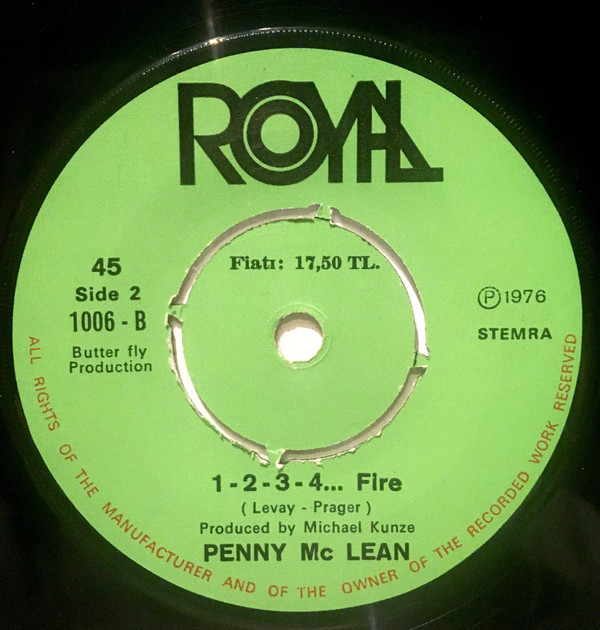 ROYAL
Fiatı: 17,50 TL.
45
Side 2
1006 - B
Butter fly
Production
Ⓟ 1976
STEMRA
1 - 2 - 3 - 4... Fire
( Levay - Prager )
Produced by Michael Kunze
PENNY Mc LEAN
ALL RIGHTS OF THE MANUFACTURER AND OF THE OWNER OF THE RECORDED WORK RESERVED